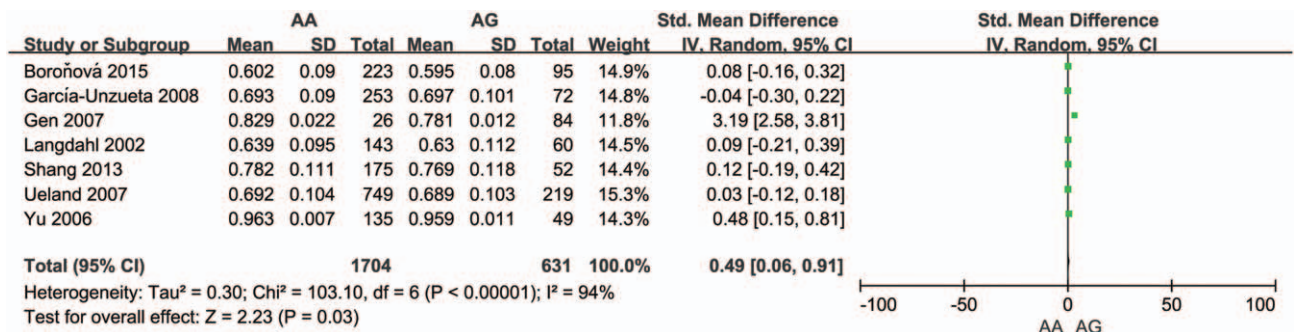 AA AG Std. Mean Difference Std. Mean Difference
Study or Subgroup Mean SD Total Mean SD Total Weight IV, Random, 95% CI IV, Random, 95% CI
Boroňová 2015 0.602 0.09 223 0.595 0.08 95 14.9% 0.08 [-0.16, 0.32]
García-Unzueta 2008 0.693 0.09 253 0.697 0.101 72 14.8% -0.04 [-0.30, 0.22]
Gen 2007 0.829 0.022 26 0.781 0.012 84 11.8% 3.19 [2.58, 3.81]
Langdahl 2002 0.639 0.095 143 0.63 0.112 60 14.5% 0.09 [-0.21, 0.39]
Shang 2013 0.782 0.111 175 0.769 0.118 52 14.4% 0.12 [-0.19, 0.42]
Ueland 2007 0.692 0.104 749 0.689 0.103 219 15.3% 0.03 [-0.12, 0.18]
Yu 2006 0.963 0.007 135 0.959 0.011 49 14.3% 0.48 [0.15, 0.81]
Total (95% CI) 1704 631 100.0% 0.49 [0.06, 0.91]
Heterogeneity: Tau² = 0.30; Chi² = 103.10, df = 6 (P < 0.00001); I² = 94%
Test for overall effect: Z = 2.23 (P = 0.03)
-100 -50 0 50 100
AA AG